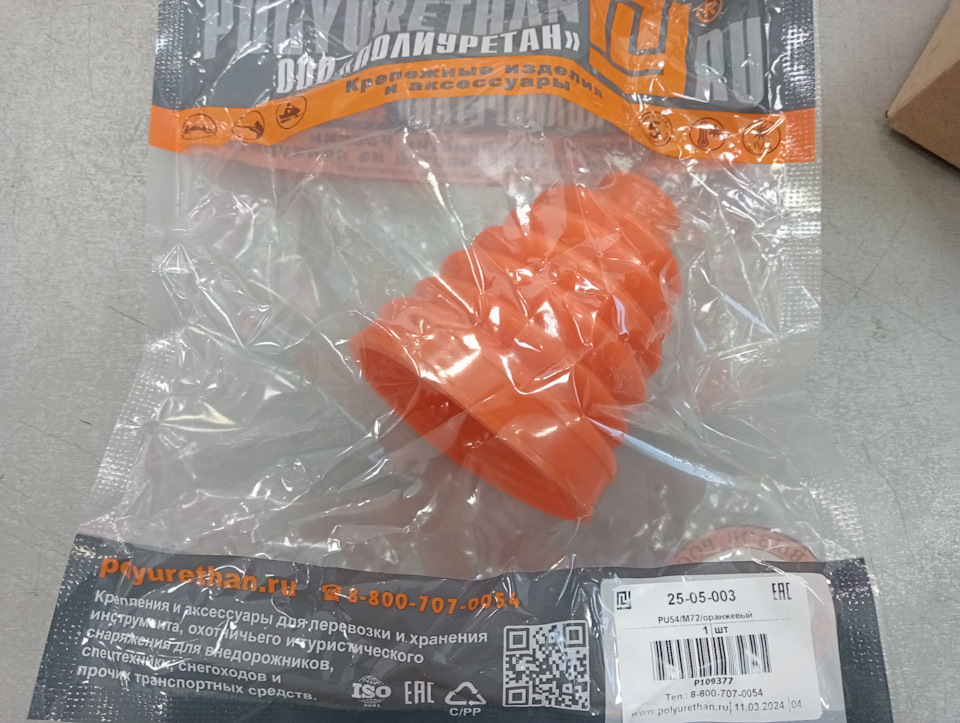 POLYURETHAN
RU
ООО «ПОЛИУРЕТАН»
Крепежные изделия
и аксессуары
polyurethan.ru ☎ 8-800-707-0054
Крепления и аксессуары для перевозки и хранения
инструмента, охотничьего и туристического
снаряжения для внедорожников,
спецтехники, снегоходов и
прочих транспортных средств.
ISO
9001
EAC
C/PP
25-05-003
EAC
PU54/M72/оранжевый
1 шт
P109377
Тел.: 8-800-707-0054
www.polyurethan.ru 11.03.2024 04